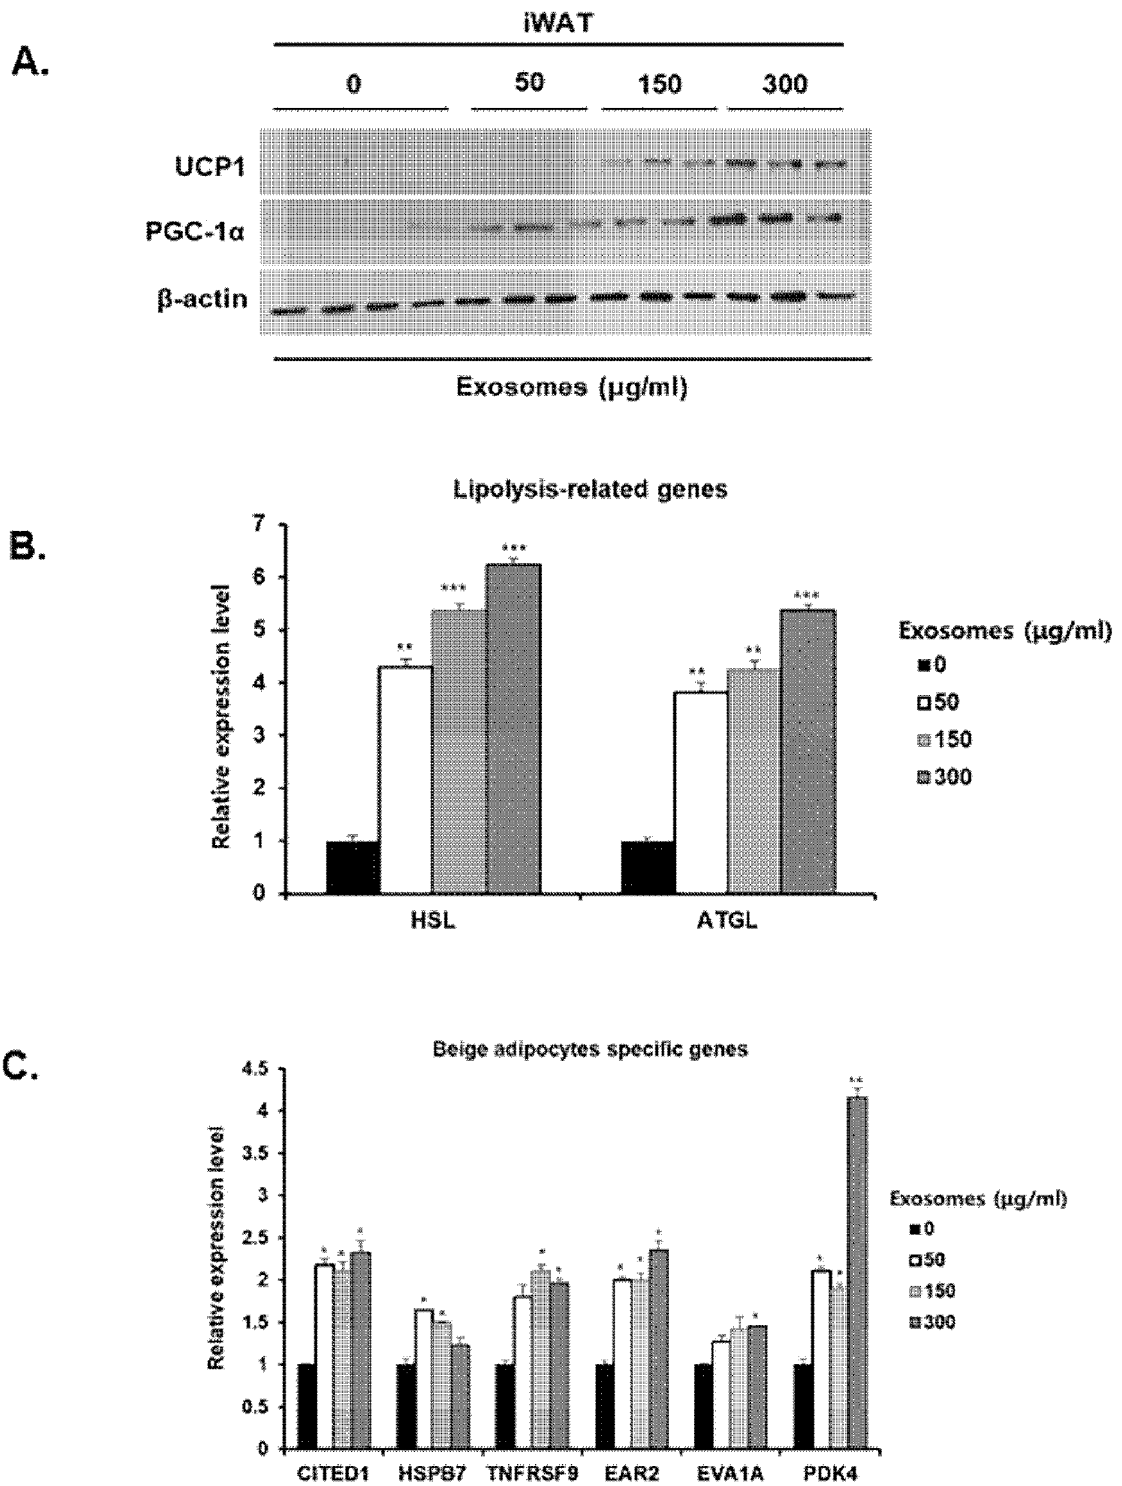 A.
iWAT
0 50 150 300
UCP1
PGC-1α
β-actin
Exosomes (μg/ml)
B.
Lipolysis-related genes
Relative expression level
7
6
5
4
3
2
1
0
** *** ***
** ** ***
HSL ATGL
Exosomes (μg/ml)
0
50
150
300
C.
Beige adipocytes specific genes
Relative expression level
4.5
4
3.5
3
2.5
2
1.5
1
0.5
0
* * *
* *
* *
* * *
*
* * **
CITED1 HSPB7 TNFRSF9 EAR2 EVA1A PDK4
Exosomes (μg/ml)
0
50
150
300